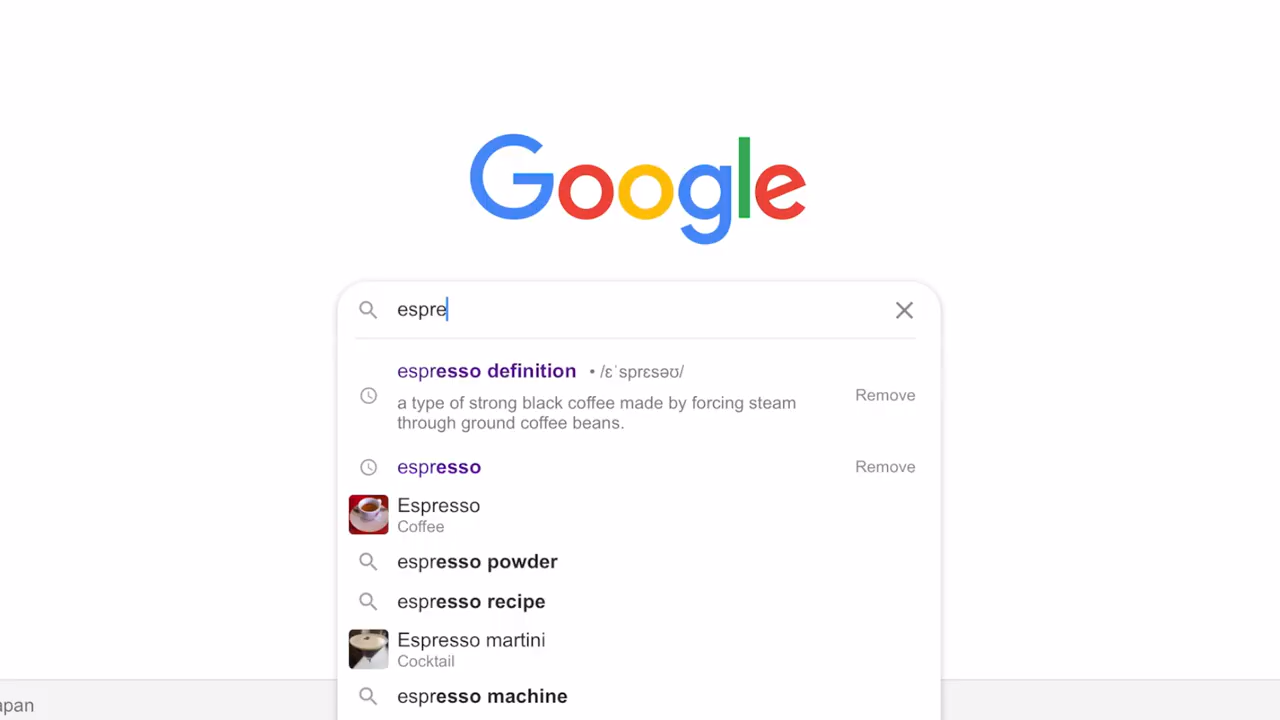 Google
espre
espresso definition • /ɛˈsprɛsəʊ/
a type of strong black coffee made by forcing steam
through ground coffee beans.
Remove
espresso
Remove
Espresso
Coffee
espresso powder
espresso recipe
Espresso martini
Cocktail
espresso machine
apan